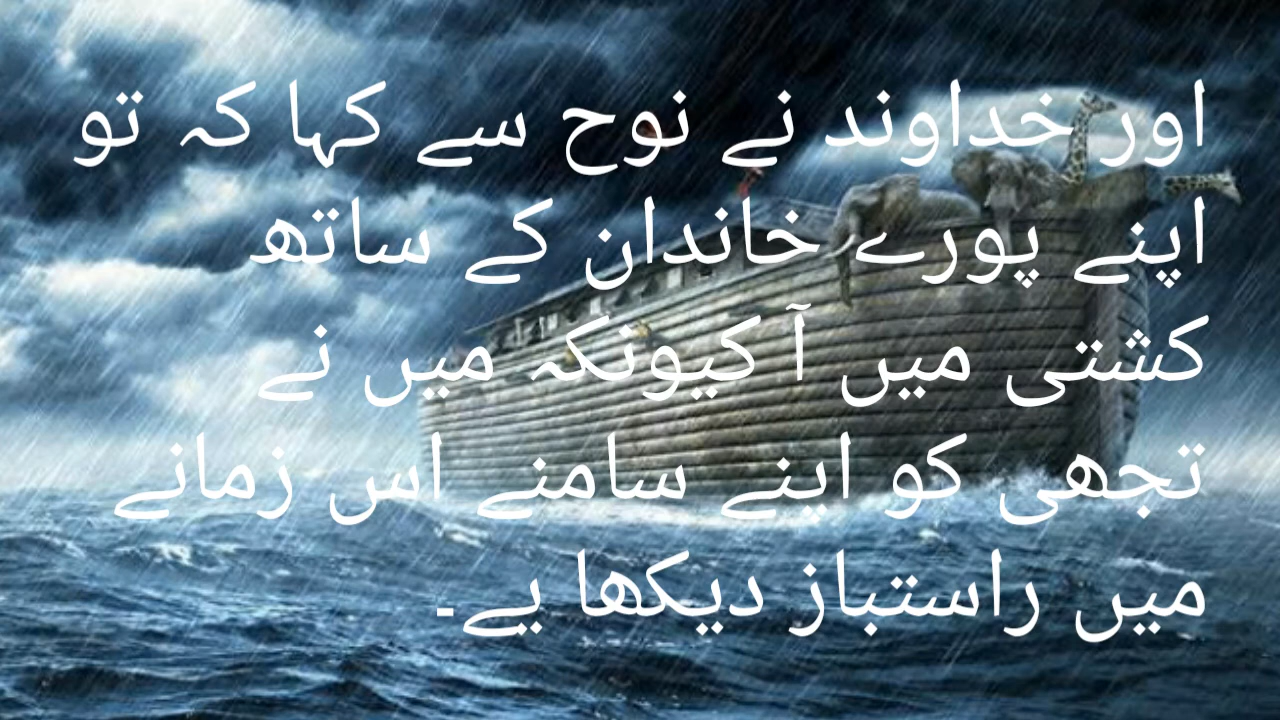 اور خداوند نے نوح سے کہا کہ تو
اپنے پورے خاندان کے ساتھ
کشتی میں آ کیونکہ میں نے
تجھی کو اپنے سامنے اس زمانے
میں راستباز دیکھا ہے۔